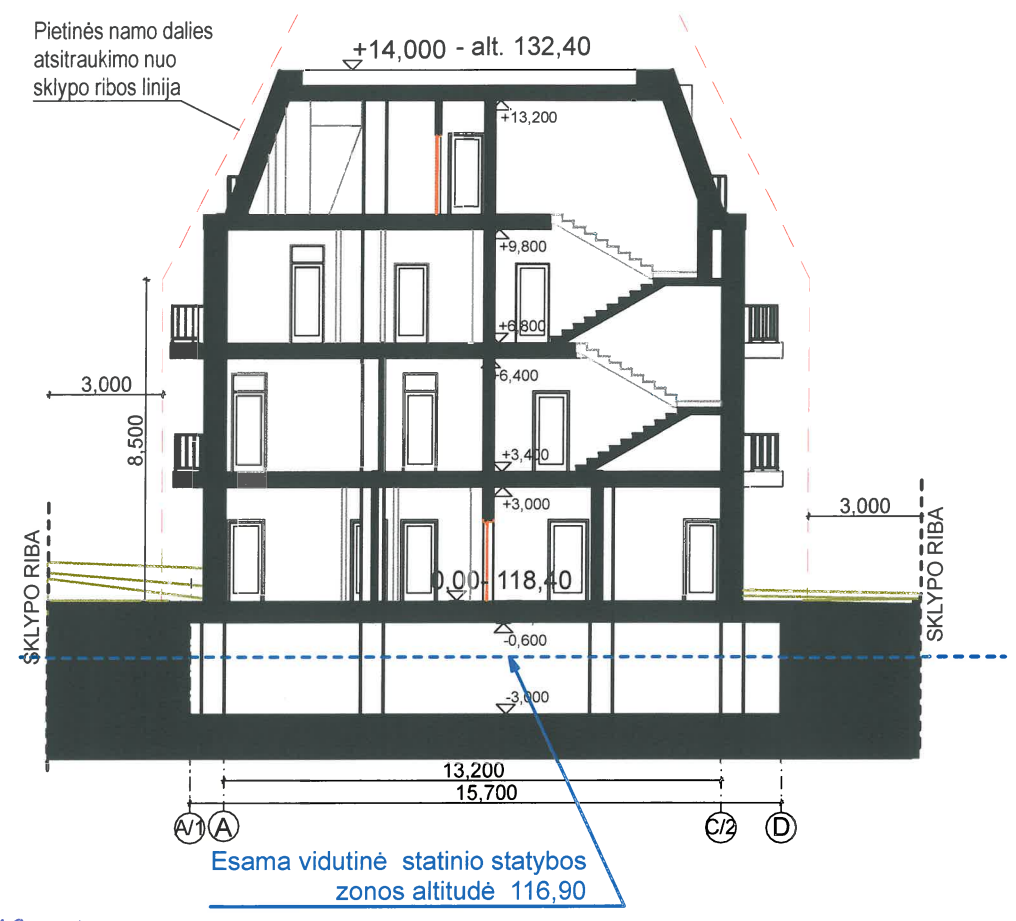 Pietinės namo dalies
atsitraukimo nuo
sklypo ribos linija
+14,000 - alt. 132,40
+13,200
+9,800
+6,800
6,400
3,000
8,500
+3,400
+3,000
3,000
SKLYPO RIBA
SKLYPO RIBA
0,00- 118,40
-0,600
-3,000
13,200
15,700
A/1
A
C/2
D
Esama vidutinė statinio statybos
zonos altitudė 116,90